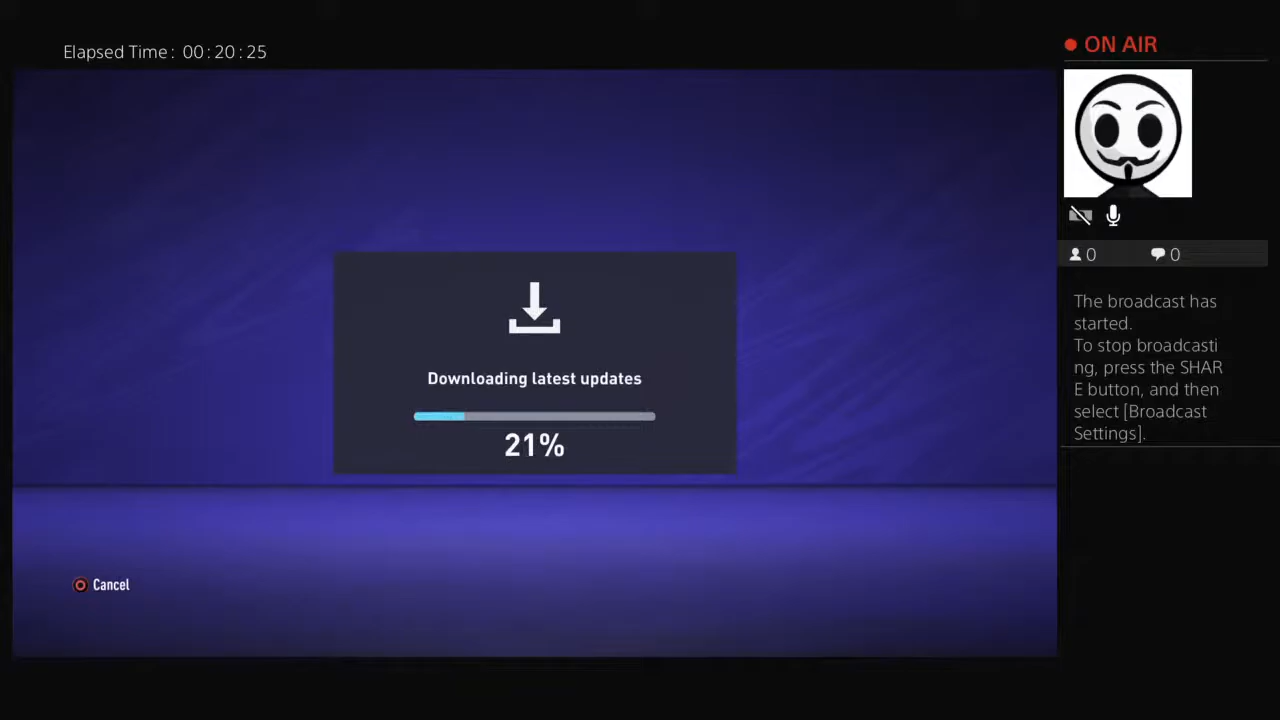 Elapsed Time: 00:20:25
ON AIR
0 0
The broadcast has
started.
To stop broadcasti
ng, press the SHAR
E button, and then
select [Broadcast
Settings].
Downloading latest updates
21%
Cancel